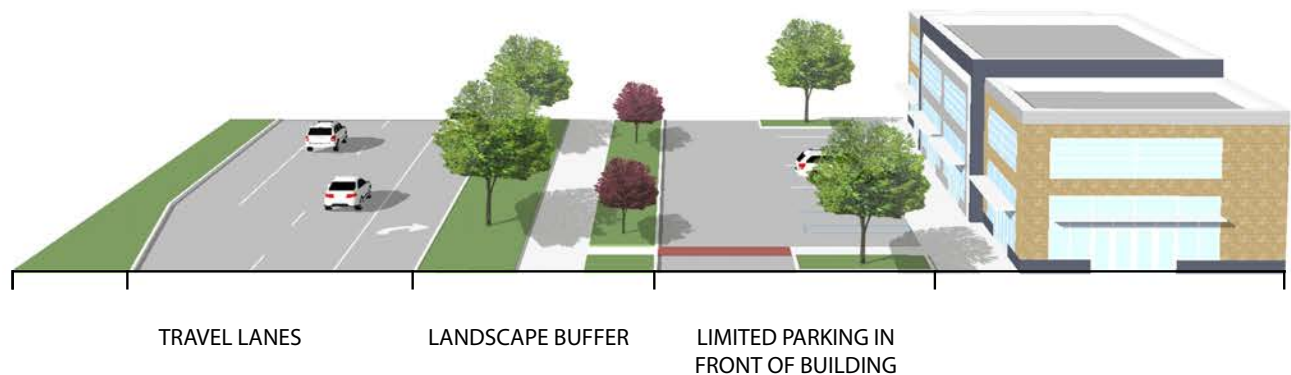 TRAVEL LANES
LANDSCAPE BUFFER
LIMITED PARKING IN
FRONT OF BUILDING